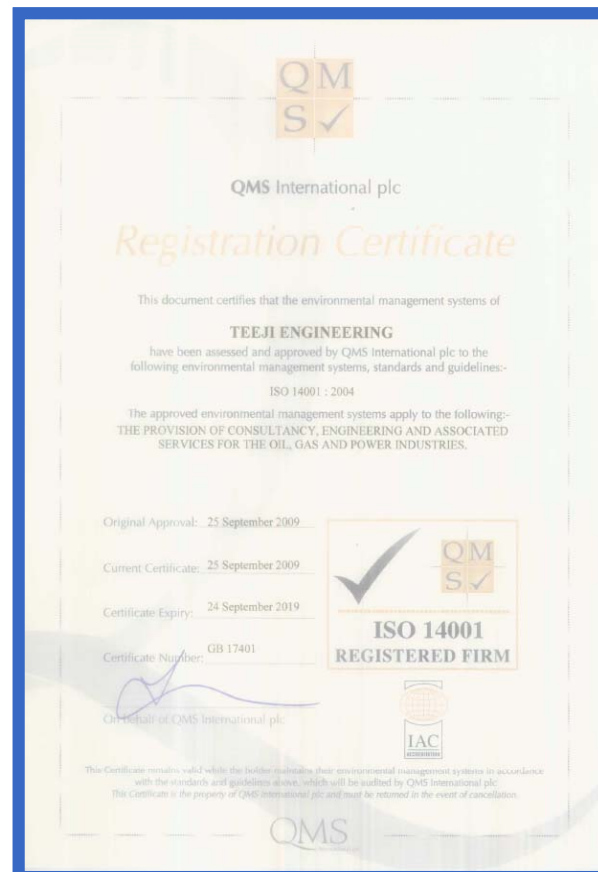 QM
S✓
QMS International plc
Registration Certificate
This document certifies that the environmental management systems of
TEEJI ENGINEERING
have been assessed and approved by QMS International plc to the
following environmental management systems, standards and guidelines:-
ISO 14001 : 2004
The approved environmental management systems apply to the following:-
THE PROVISION OF CONSULTANCY, ENGINEERING AND ASSOCIATED
SERVICES FOR THE OIL, GAS AND POWER INDUSTRIES.
Original Approval: 25 September 2009
Current Certificate: 25 September 2009
Certificate Expiry: 24 September 2019
Certificate Number: GB 17401
On behalf of QMS International plc
QM
S✓
ISO 14001
REGISTERED FIRM
IAC
ACCREDITATION
This Certificate remains valid while the holder maintains their environmental management systems in accordance
with the standards and guidelines above, which will be audited by QMS International plc
This Certificate is the property of QMS International plc and must be returned in the event of cancellation
QMS